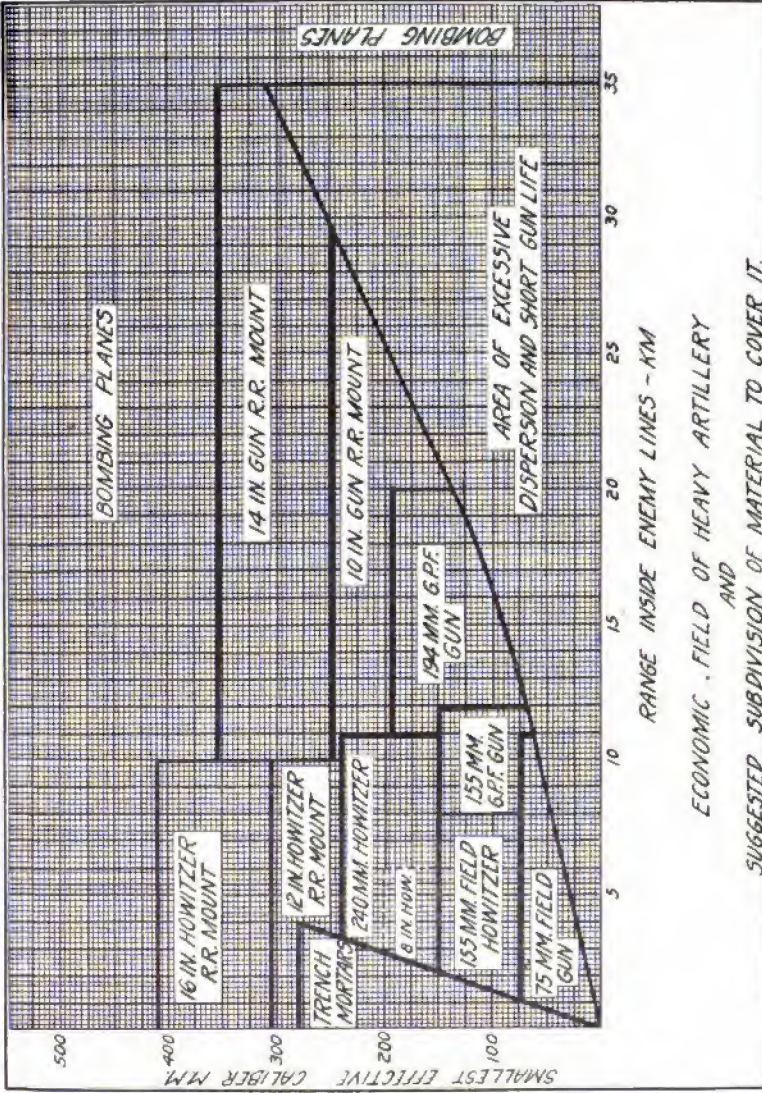 BOMBING PLANES
BOMBING PLANES
14 IN. GUN R.R. MOUNT
10 IN. GUN R.R. MOUNT
16 IN. HOWITZER
R.R. MOUNT
12 IN. HOWITZER
R.R. MOUNT
TRENCH
MORTARS
240 MM. HOWITZER
8 IN. HOW.
194 MM. G.P.F.
GUN
155 MM. FIELD
HOWITZER
155 MM.
G.P.F. GUN
75 MM. FIELD
GUN
AREA OF EXCESSIVE
DISPERSION AND SHORT GUN LIFE
SMALLEST EFFECTIVE CALIBER M.M.
500
400
300
200
100
5
10
15
20
25
30
35
RANGE INSIDE ENEMY LINES - KM
ECONOMIC . FIELD OF HEAVY ARTILLERY
AND
SUGGESTED SUBDIVISION OF MATERIAL TO COVER IT.